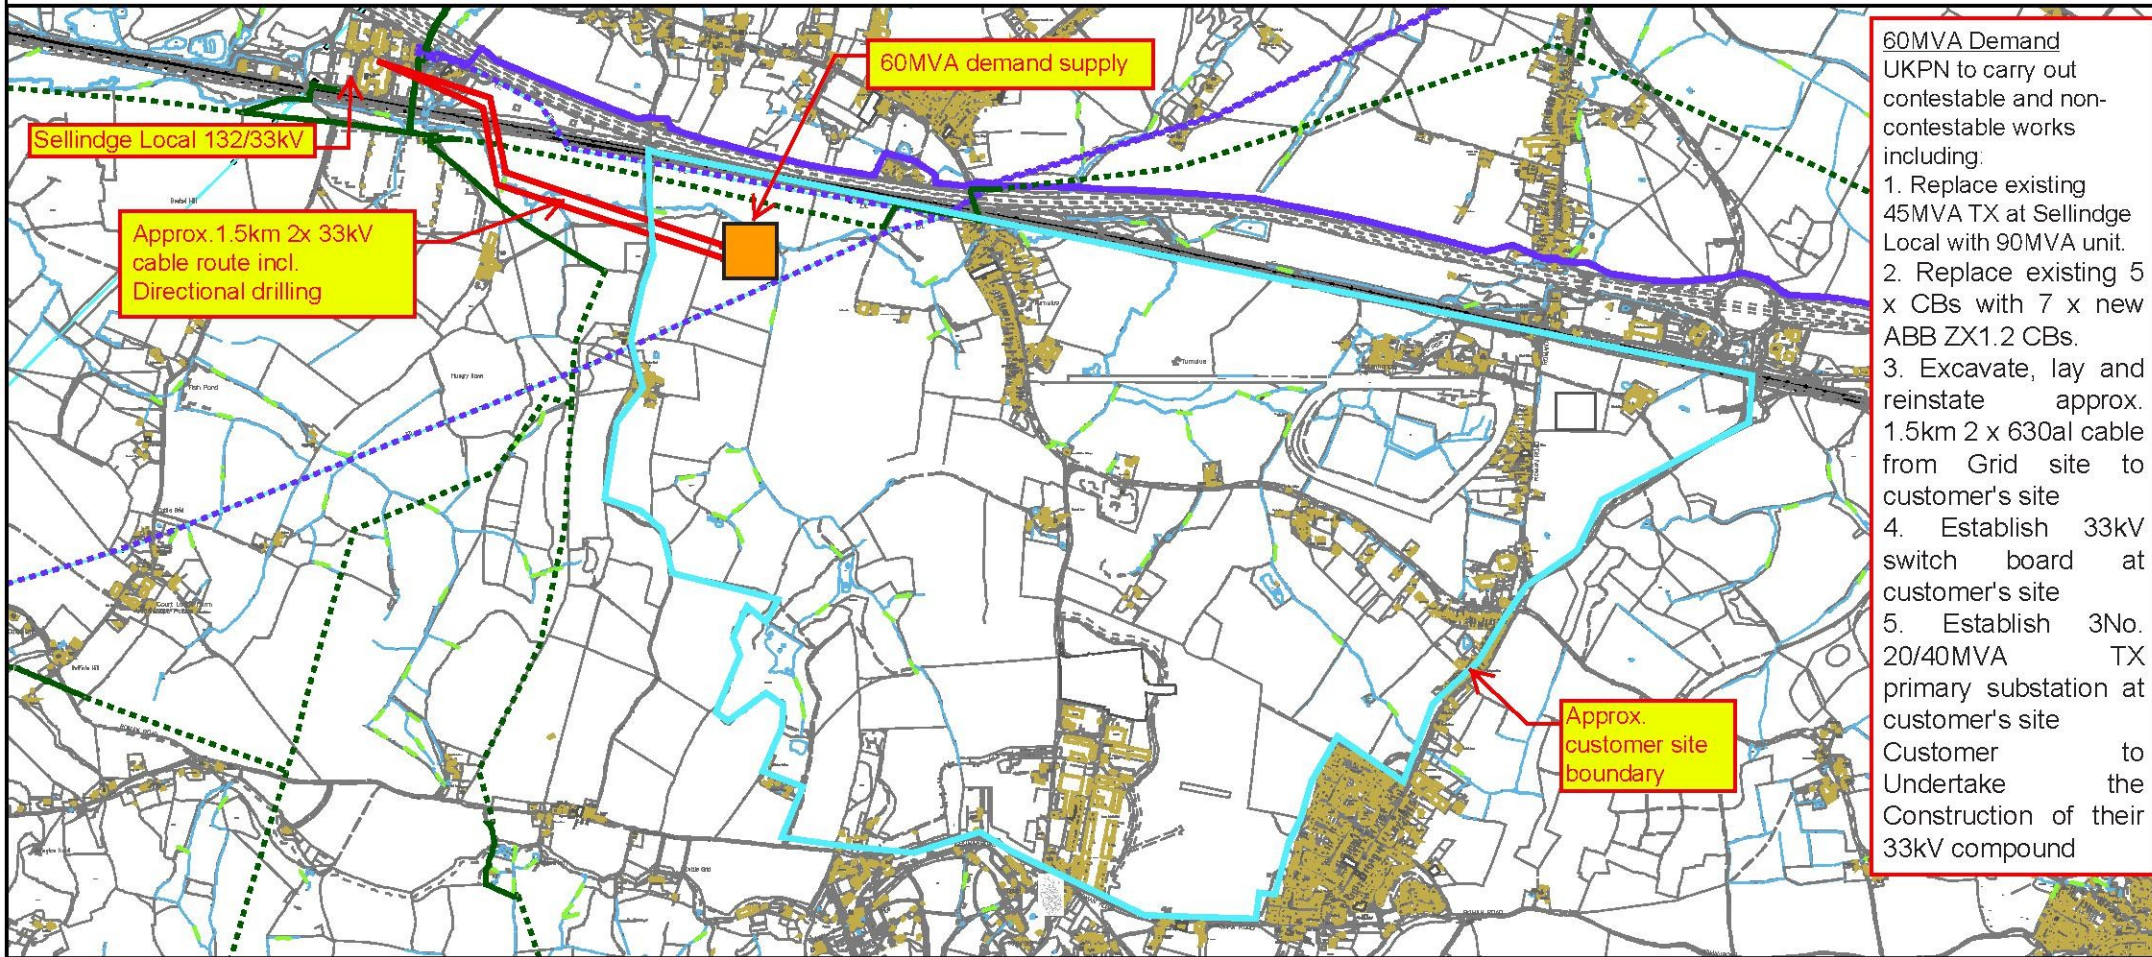 60MVA demand supply
Sellindge Local 132/33kV
Approx.1.5km 2x 33kV
cable route incl.
Directional drilling
Approx.
customer site
boundary
60MVA Demand
UKPN to carry out
contestable and non-
contestable works
including:
1. Replace existing
45MVA TX at Sellindge
Local with 90MVA unit.
2. Replace existing 5
x CBs with 7 x new
ABB ZX1.2 CBs.
3. Excavate, lay and
reinstate approx.
1.5km 2 x 630al cable
from Grid site to
customer's site
4. Establish 33kV
switch board at
customer's site
5. Establish 3No.
20/40MVA TX
primary substation at
customer's site
Customer to
Undertake the
Construction of their
33kV compound
Tumulus
Fish Pond